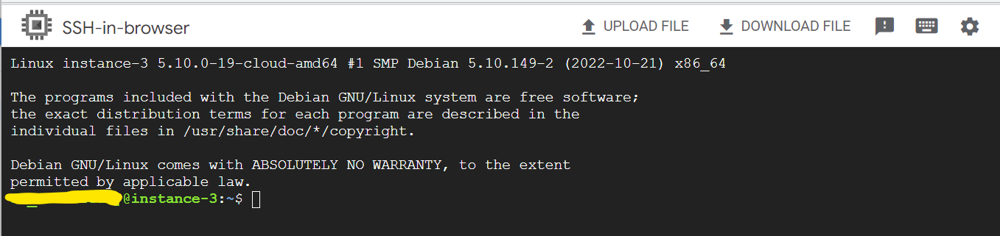 SSH-in-browser
UPLOAD FILE
DOWNLOAD FILE
Linux instance-3 5.10.0-19-cloud-amd64 #1 SMP Debian 5.10.149-2 (2022-10-21) x86_64
The programs included with the Debian GNU/Linux system are free software;
the exact distribution terms for each program are described in the
individual files in /usr/share/doc/*/copyright.
Debian GNU/Linux comes with ABSOLUTELY NO WARRANTY, to the extent
permitted by applicable law.
@instance-3:~$